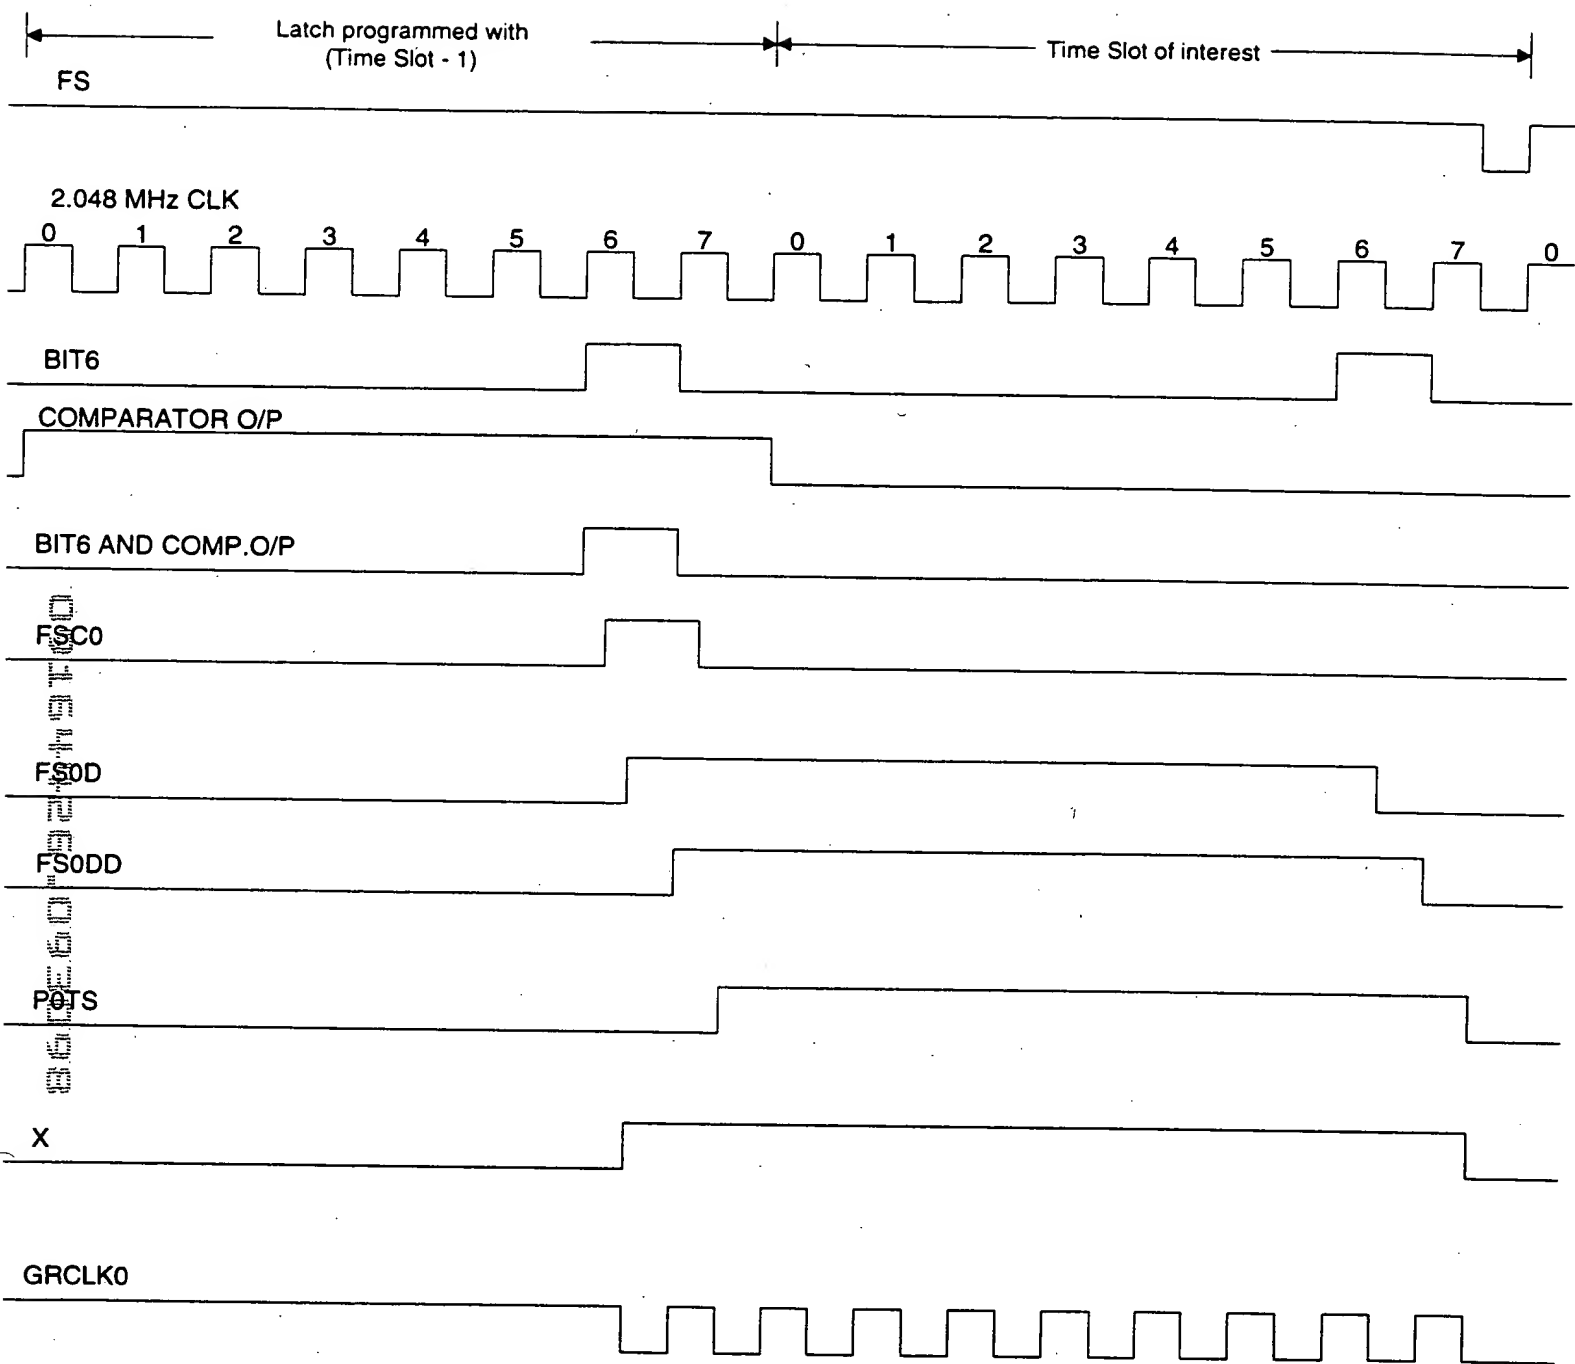 Latch programmed with
(Time Slot - 1)
Time Slot of interest
FS
2.048 MHz CLK
0 1 2 3 4 5 6 7 0 1 2 3 4 5 6 7 0
BIT6
COMPARATOR O/P
BIT6 AND COMP.O/P
FSC0
FS0D
FS0DD
P0TS
X
GRCLK0